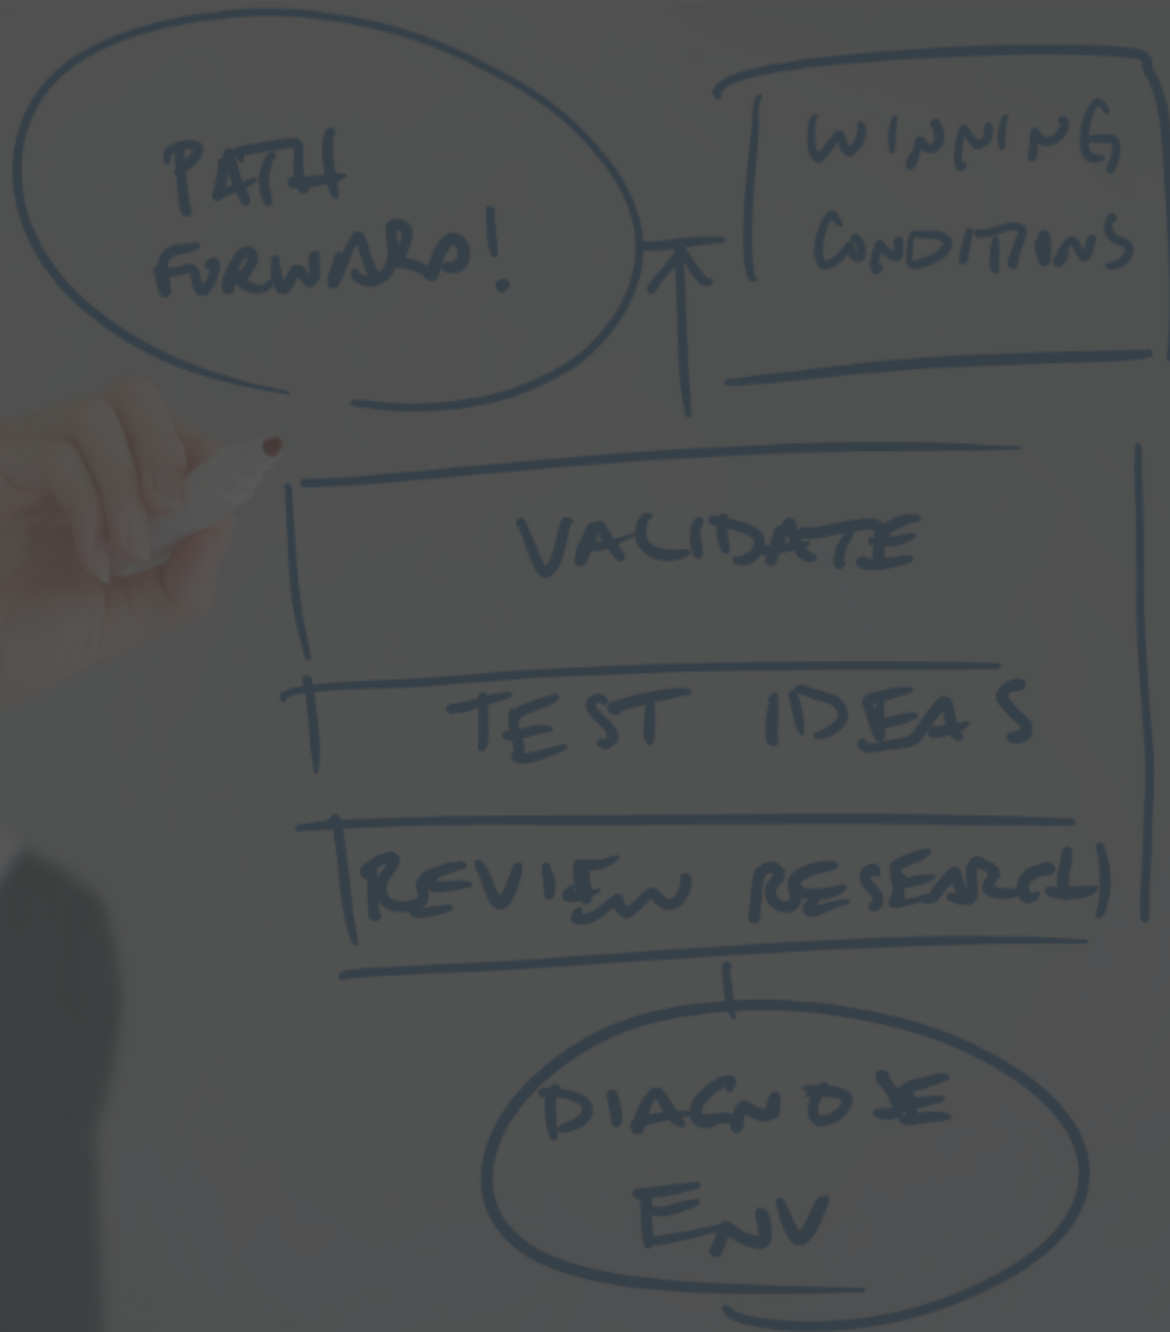 PATH
FORWARD!
WINNING
CONDITIONS
VALIDATE
TEST IDEAS
REVIEW RESEARCH
DIAGNOSE
ENV